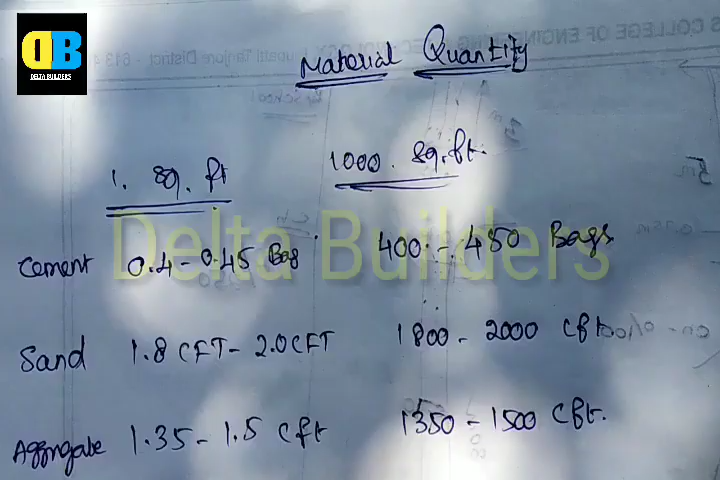 DB
DELTA BUILDERS
Material Quantity
1. Sq. ft 1000. Sq.ft.
Delta Builders
Cement 0.4 - 0.45 Bag 400 - 450 Bags
Sand 1.8 CFT - 2.0 CFT 1800 - 2000 Cft
Aggregate 1.35 - 1.5 Cft 1350 - 1500 Cft.